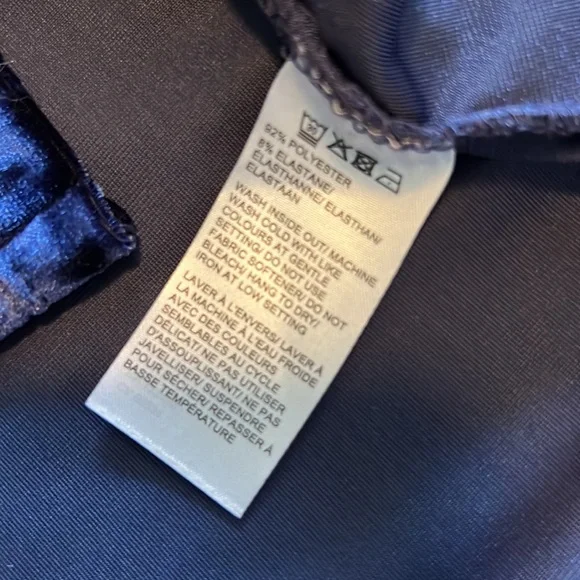 92% POLYESTER
8% ELASTANE/
ÉLASTHANNE/ ELASTHAN/
ELASTAAN
WASH INSIDE OUT/ MACHINE
WASH COLD WITH LIKE
COLOURS AT GENTLE
SETTING/ DO NOT USE
FABRIC SOFTENER/ DO NOT
BLEACH/ HANG TO DRY/
IRON AT LOW SETTING
LAVER À L'ENVERS/ LAVER À
LA MACHINE À L'EAU FROIDE
AVEC DES COULEURS
SEMBLABLES AU CYCLE
DÉLICAT/ NE PAS UTILISER
D'ASSOUPLISSANT/ NE PAS
JAVELLISER/ SUSPENDRE
POUR SÉCHER/ REPASSER À
BASSE TEMPÉRATURE